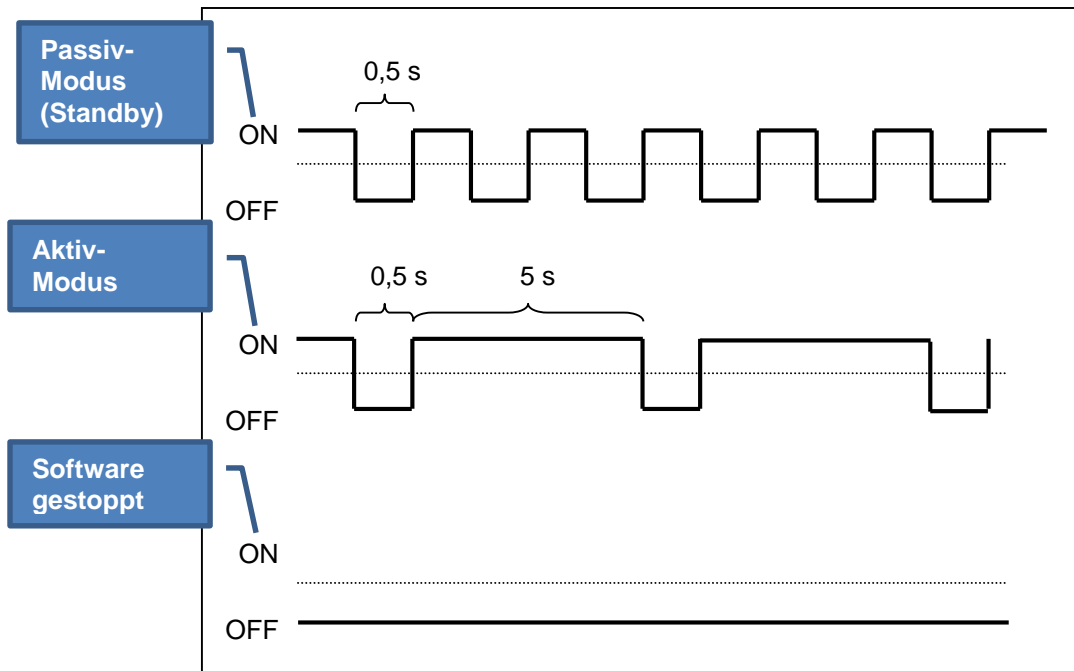 Passiv-
Modus
(Standby)
0,5 s
ON
OFF
Aktiv-
Modus
0,5 s
5 s
ON
OFF
Software
gestoppt
ON
OFF